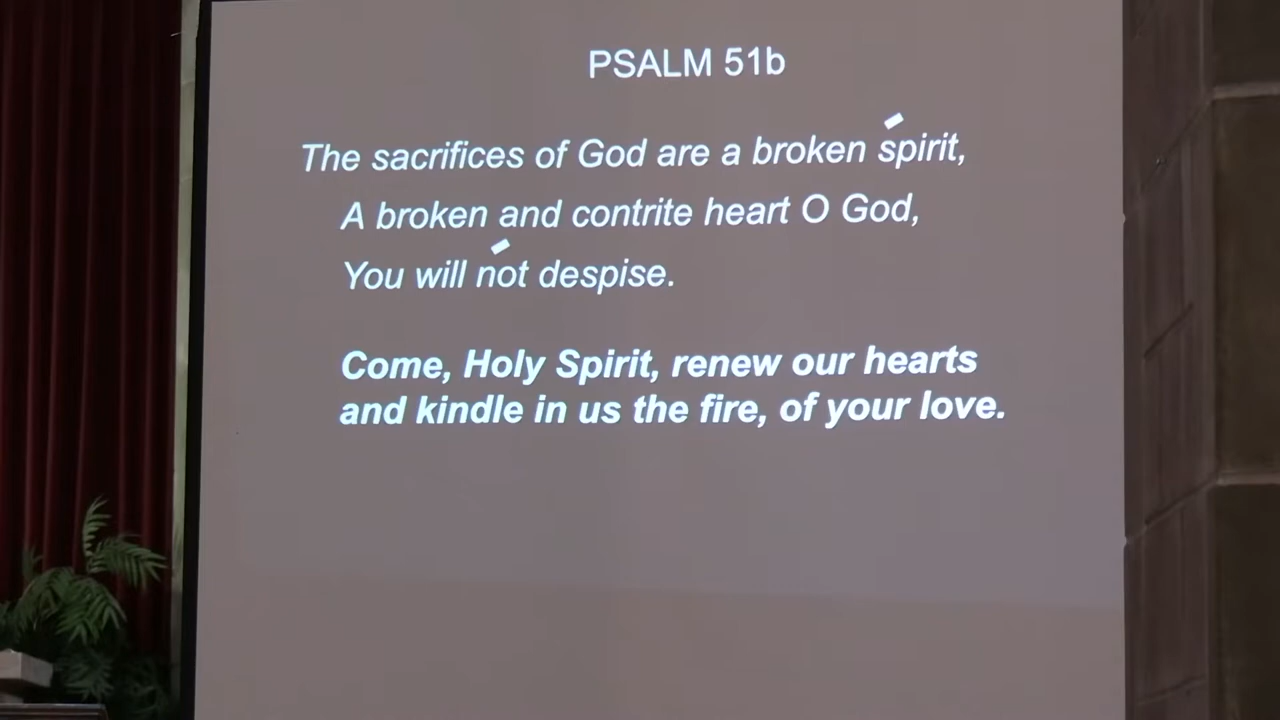 PSALM 51b
The sacrifices of God are a broken spirit,
A broken and contrite heart O God,
You will not despise.
Come, Holy Spirit, renew our hearts
and kindle in us the fire, of your love.